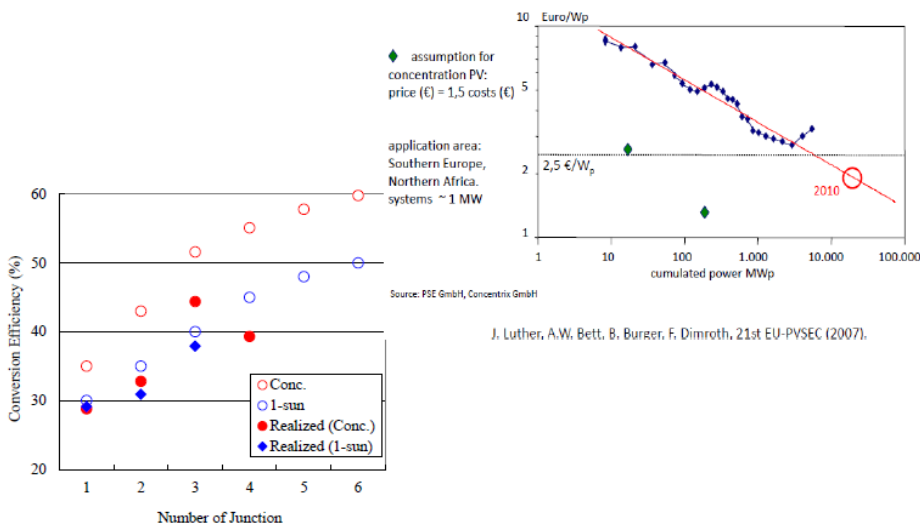 10
Euro/Wp
5
2
1
2,5 €/Wp
2010
1
10
100
1.000
10.000
100.000
cumulated power MWp
assumption for
concentration PV:
price (€) = 1,5 costs (€)
application area:
Southern Europe,
Northern Africa.
systems ~ 1 MW
Source: PSE GmbH, Concentrix GmbH
J. Luther, A.W. Bett, B. Burger, F. Dimroth, 21st EU-PVSEC (2007).
Conversion Efficiency (%)
60
50
40
30
20
Conc.
1-sun
Realized (Conc.)
Realized (1-sun)
1
2
3
4
5
6
Number of Junction